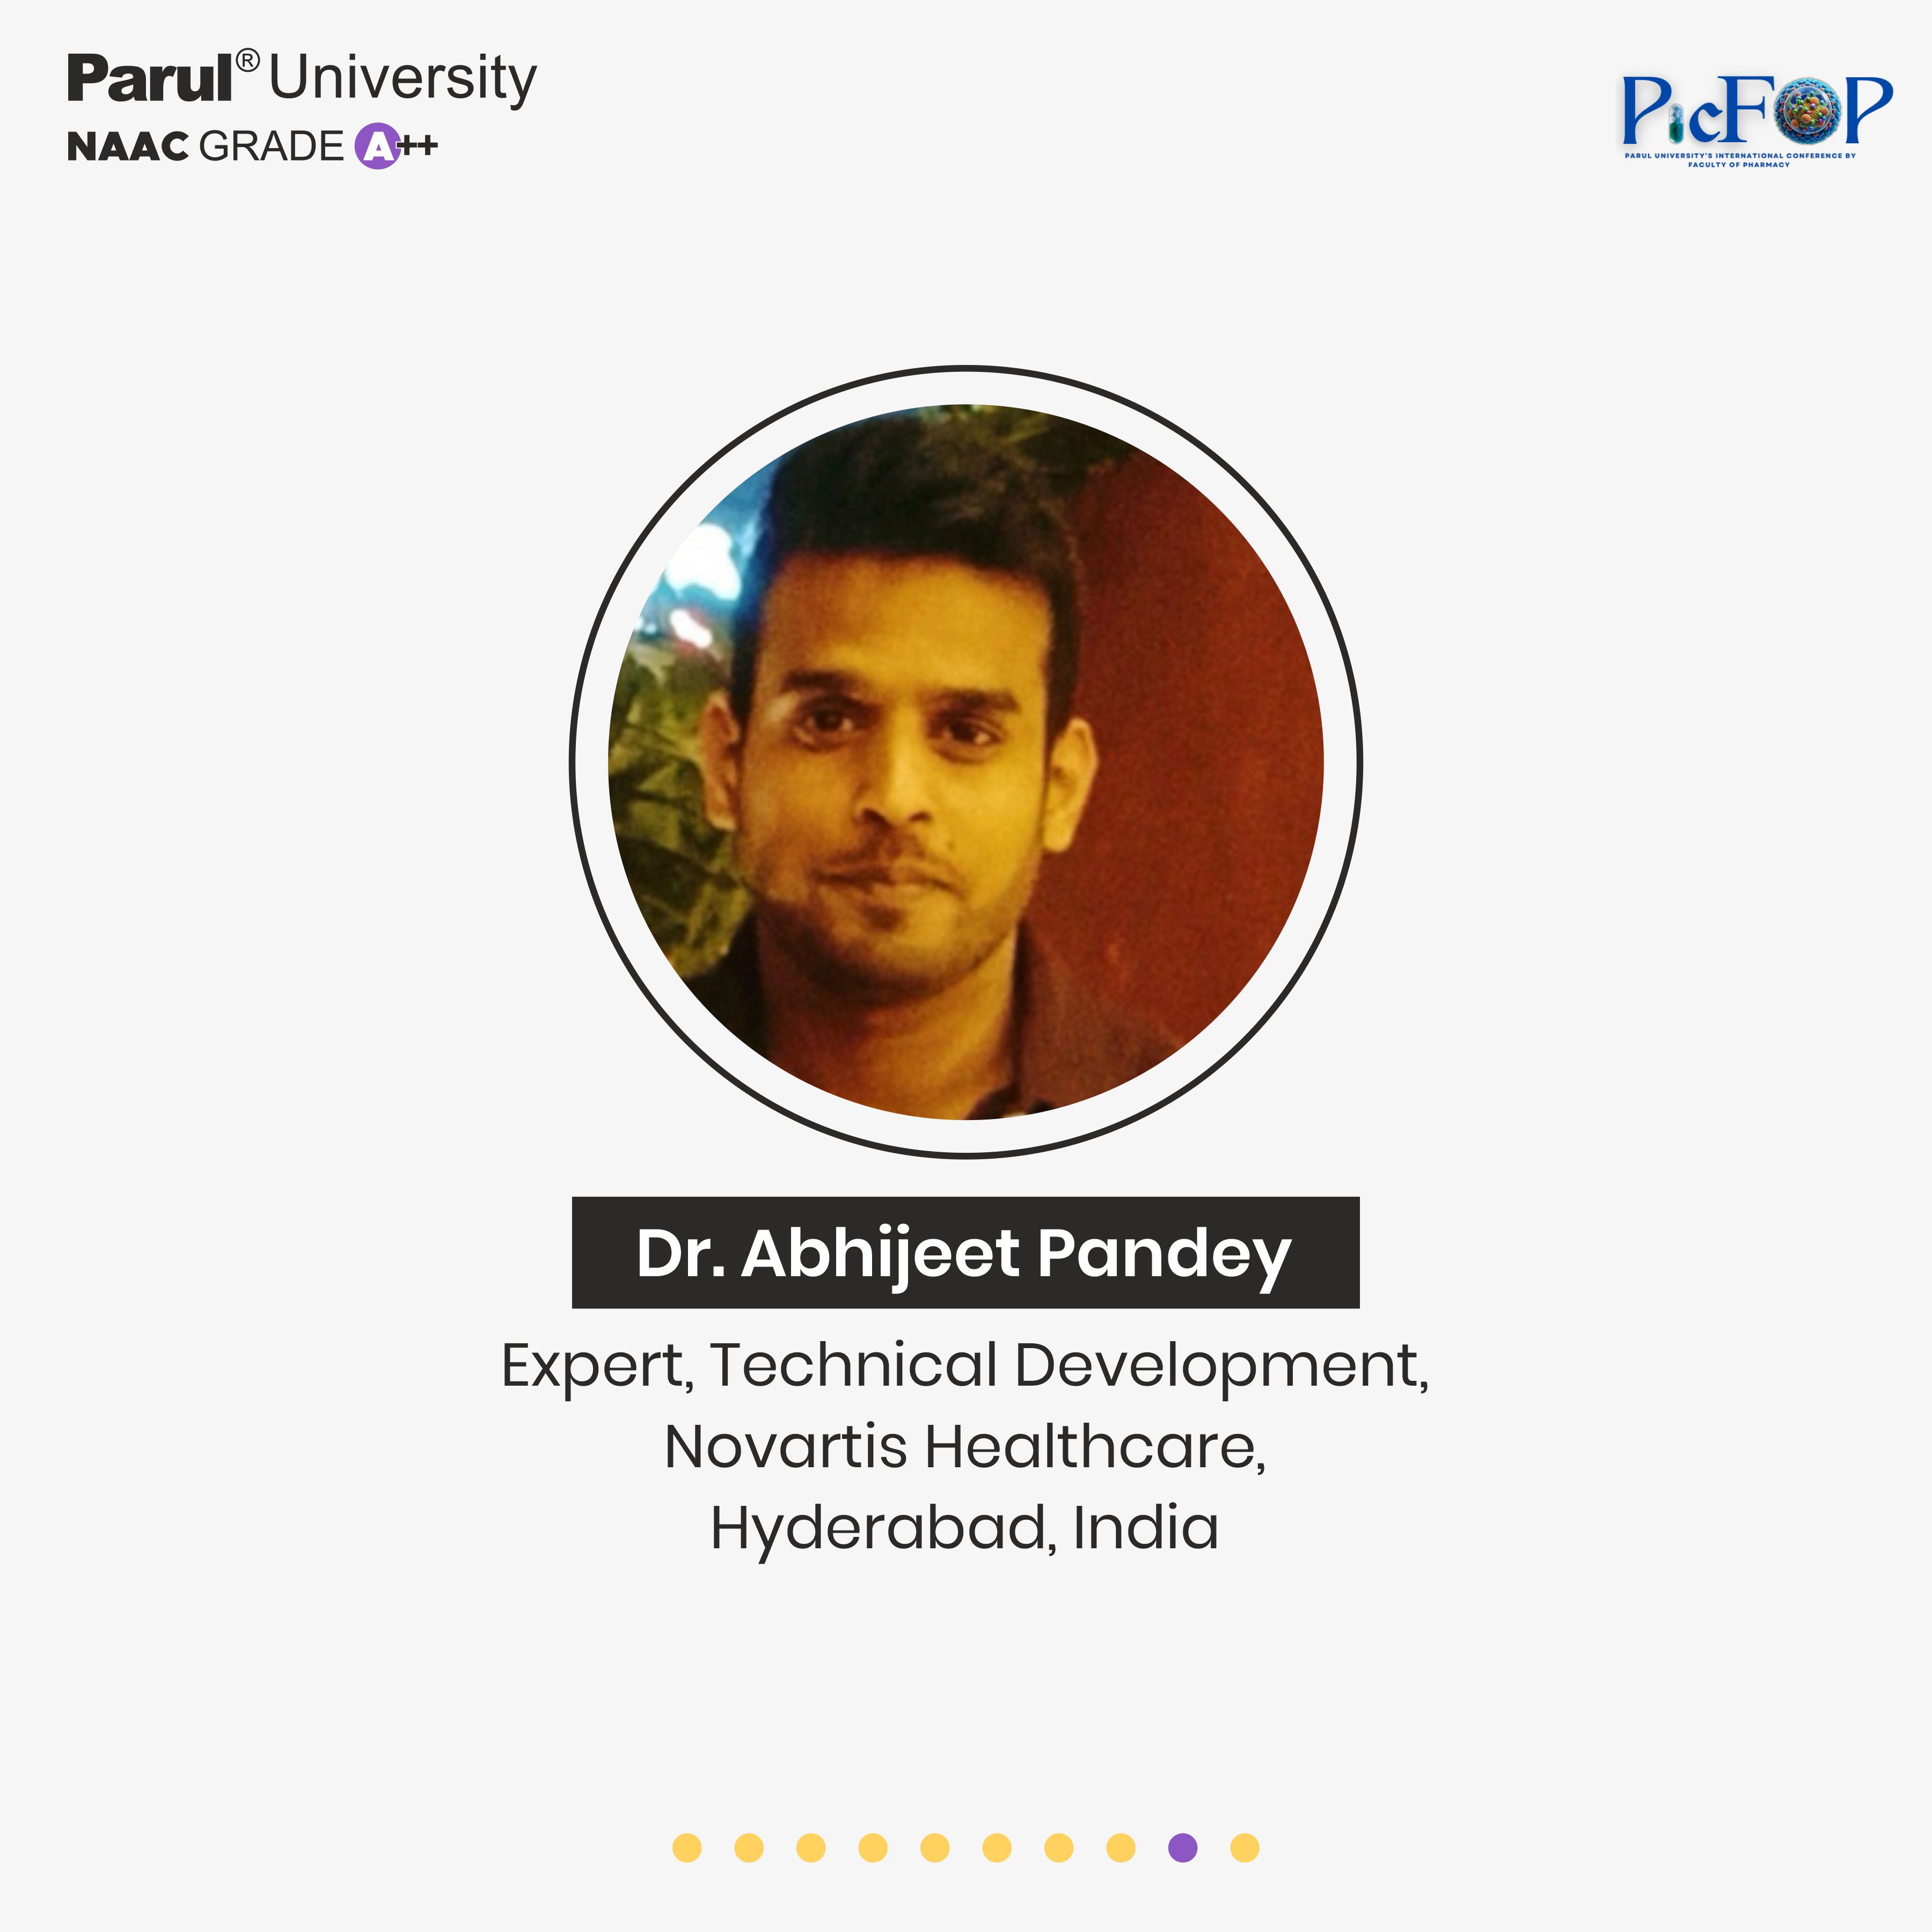 Parul® University
NAAC GRADE A++
PicFOP
PARUL UNIVERSITY'S INTERNATIONAL CONFERENCE BY
FACULTY OF PHARMACY
Dr. Abhijeet Pandey
Expert, Technical Development,
Novartis Healthcare,
Hyderabad, India